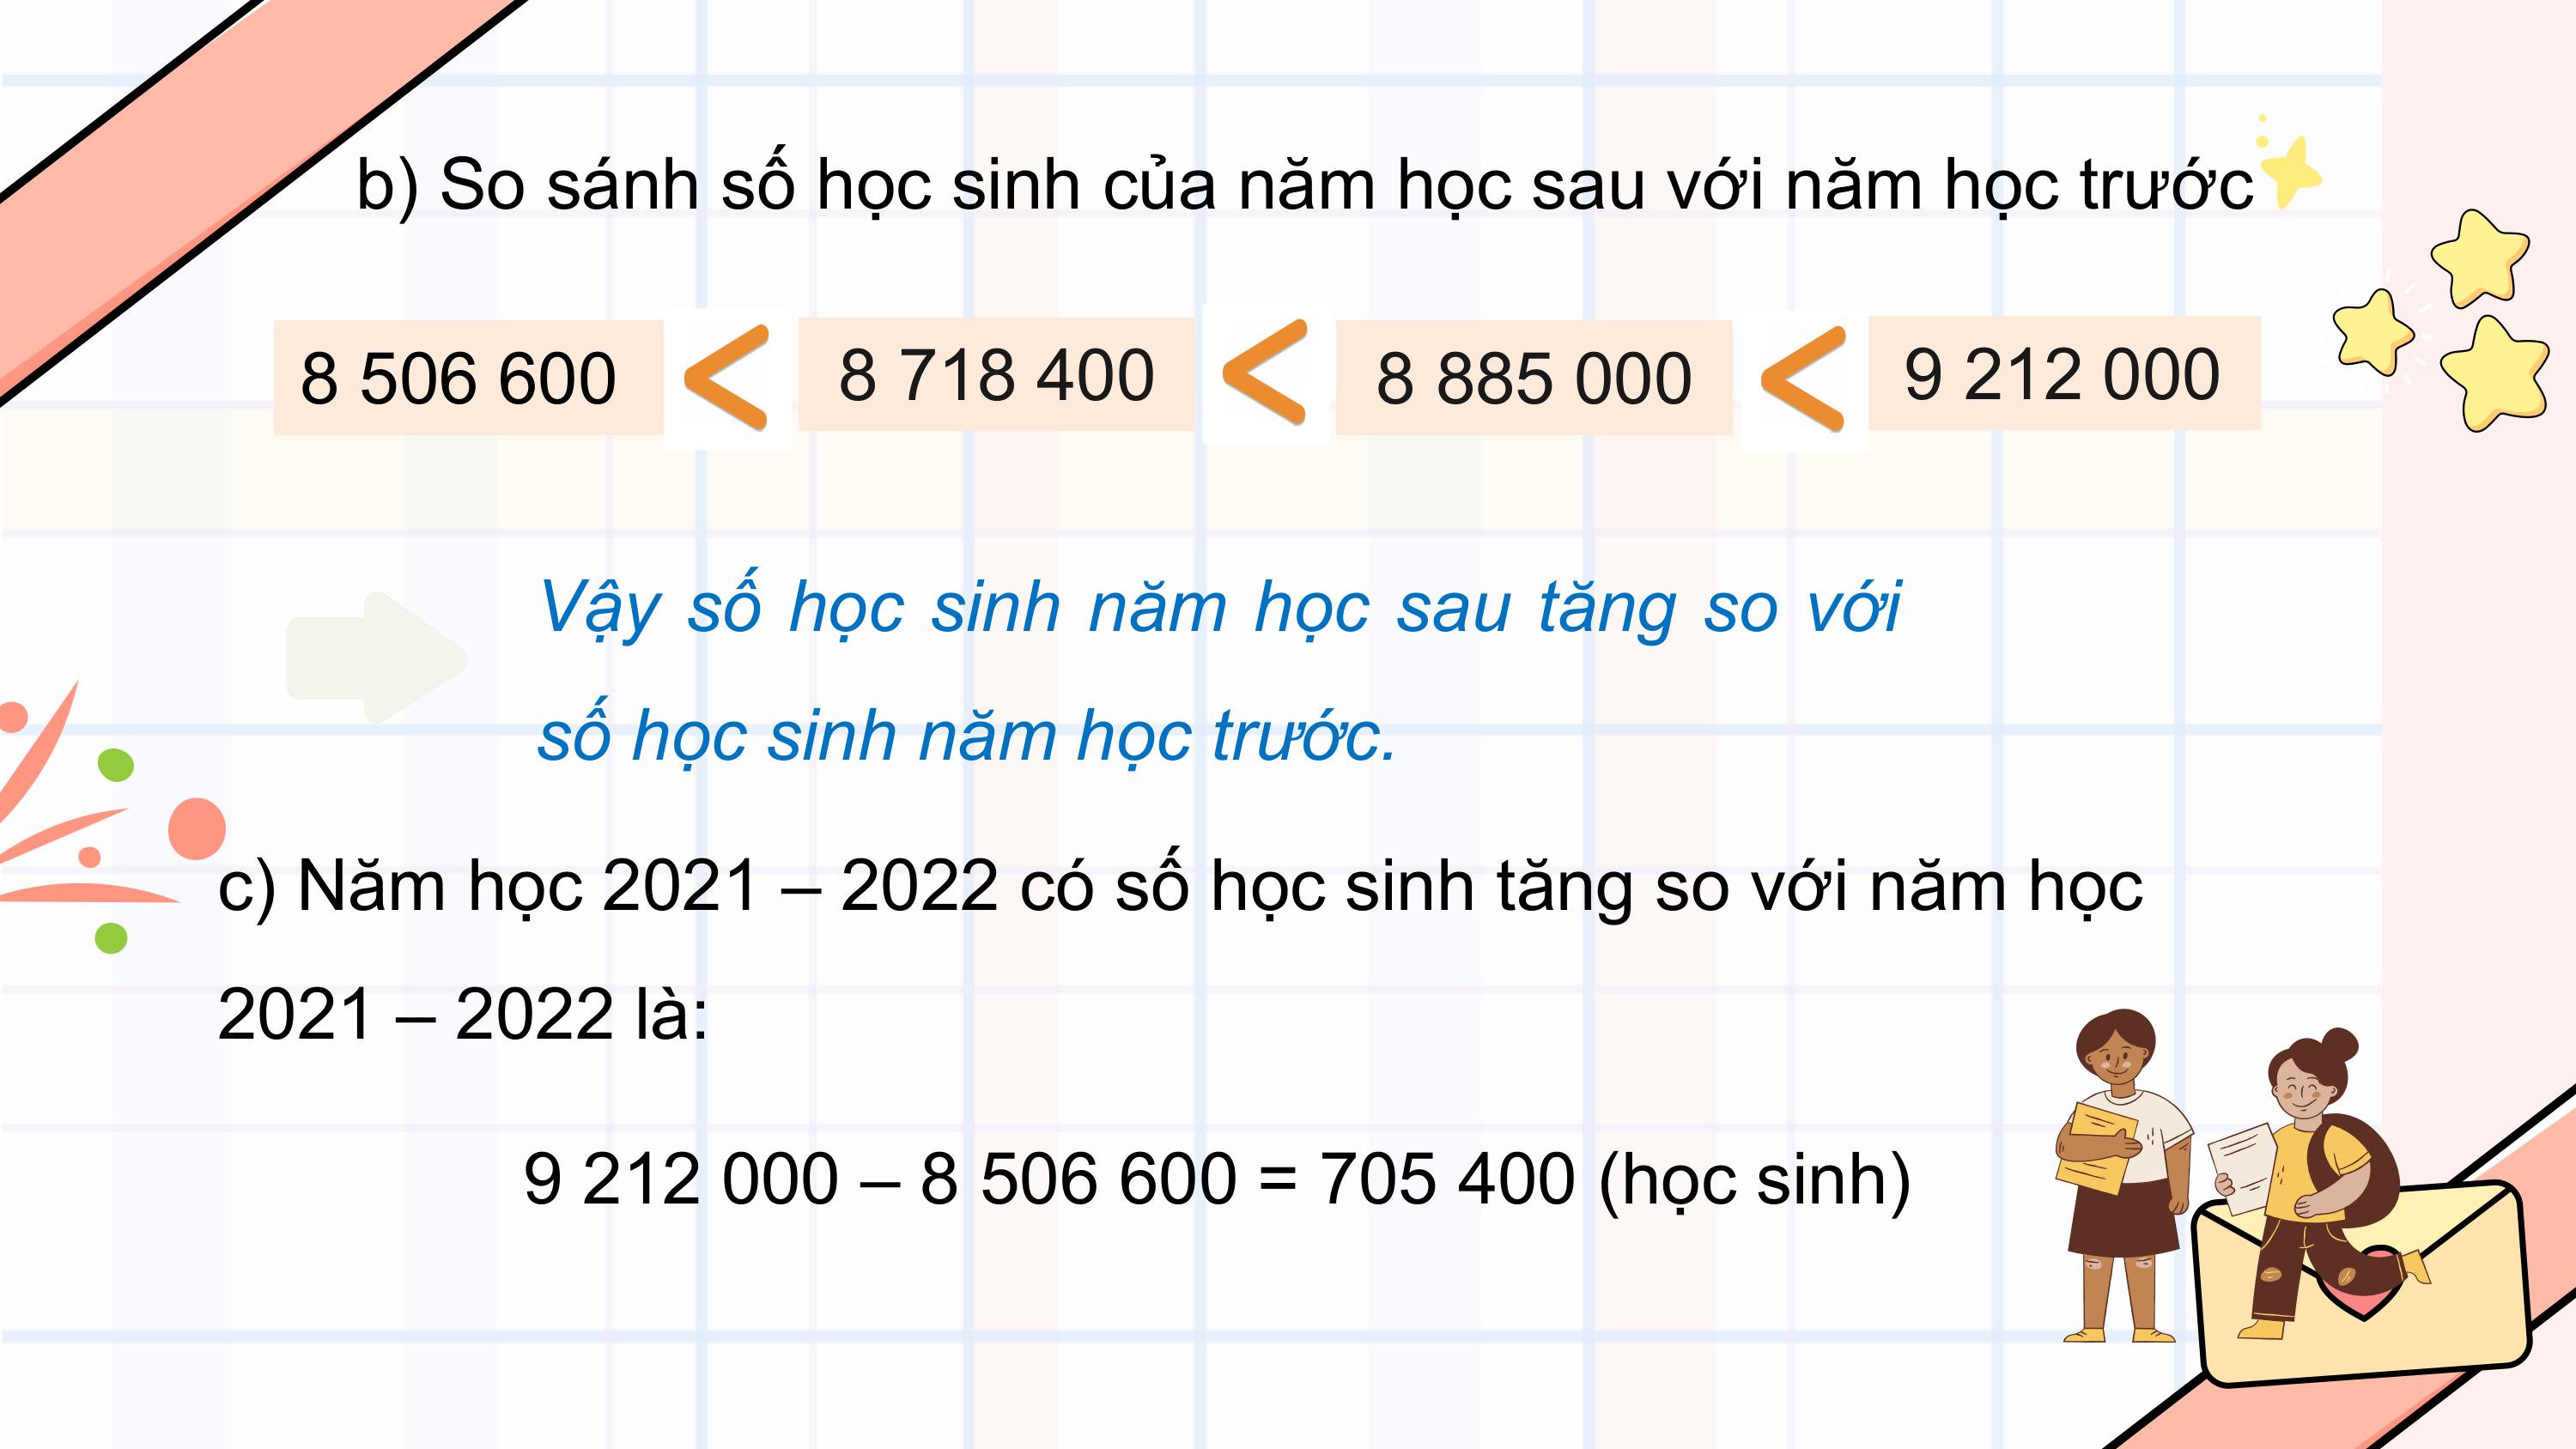 b) So sánh số học sinh của năm học sau với năm học trước
8 506 600 < 8 718 400 < 8 885 000 < 9 212 000
Vậy số học sinh năm học sau tăng so với
số học sinh năm học trước.
c) Năm học 2021 – 2022 có số học sinh tăng so với năm học
2021 – 2022 là:
9 212 000 – 8 506 600 = 705 400 (học sinh)